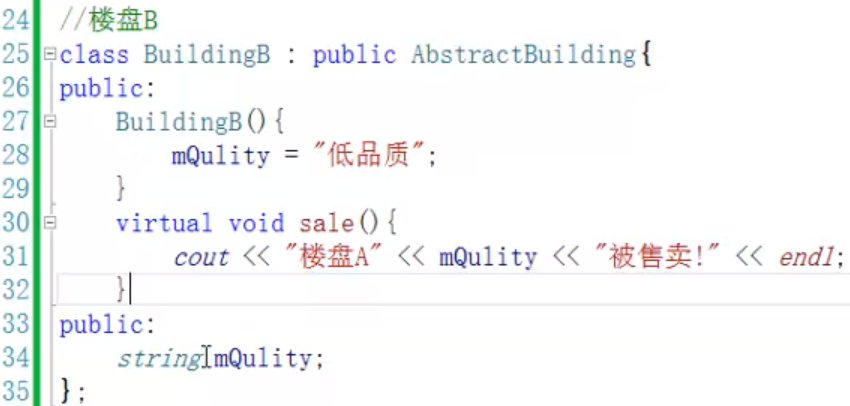 24 //楼盘B
25 class BuildingB : public AbstractBuilding{
26 public:
27 BuildingB(){
28 mQulity = "低品质";
29 }
30 virtual void sale(){
31 cout << "楼盘A" << mQulity << "被售卖!" << endl;
32 }
33 public:
34 string mQulity;
35 };